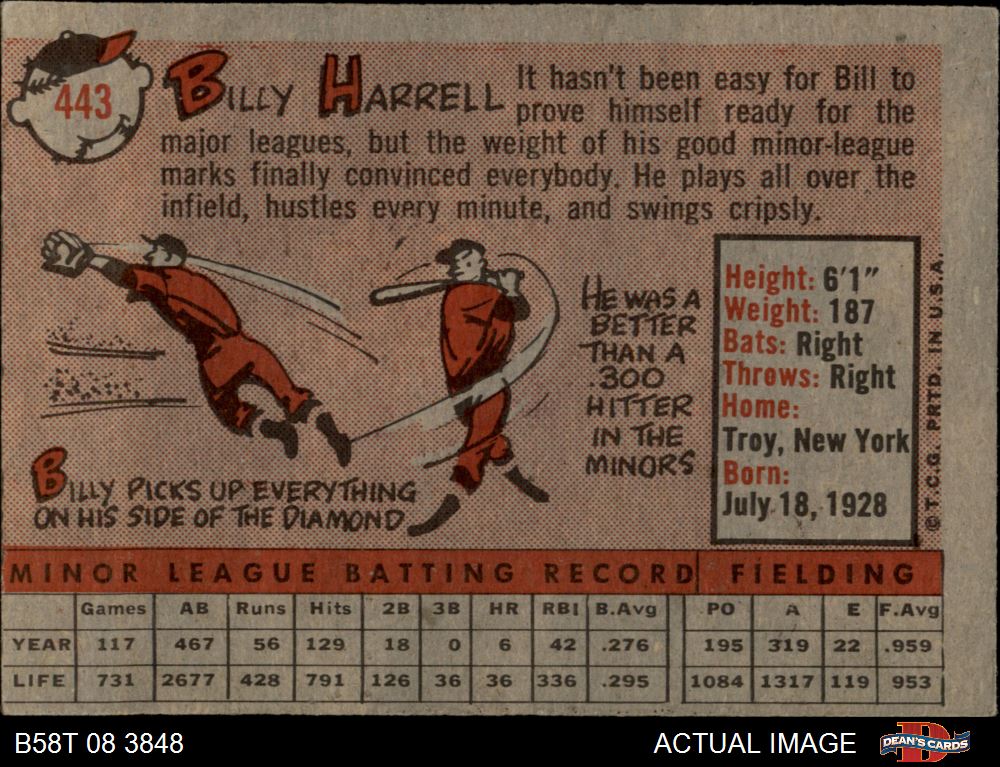 443
BILLY HARRELL
It hasn't been easy for Bill to
prove himself ready for the
major leagues, but the weight of his good minor-league
marks finally convinced everybody. He plays all over the
infield, hustles every minute, and swings cripsly.
HE WAS A
BETTER
THAN A
.300
HITTER
IN THE
MINORS
BILLY PICKS UP EVERYTHING
ON HIS SIDE OF THE DIAMOND
Height: 6'1"
Weight: 187
Bats: Right
Throws: Right
Home:
Troy, New York
Born:
July 18, 1928
© T.C.G. PRTD. IN U.S.A.
MINOR LEAGUE BATTING RECORD FIELDING
Games AB Runs Hits 2B 3B HR RBI B.Avg PO A E F.Avg
YEAR 117 467 56 129 18 0 6 42 .276 195 319 22 .959
LIFE 731 2677 428 791 126 36 36 336 .295 1084 1317 119 953
B58T 08 3848
ACTUAL IMAGE
DEAN'S CARDS